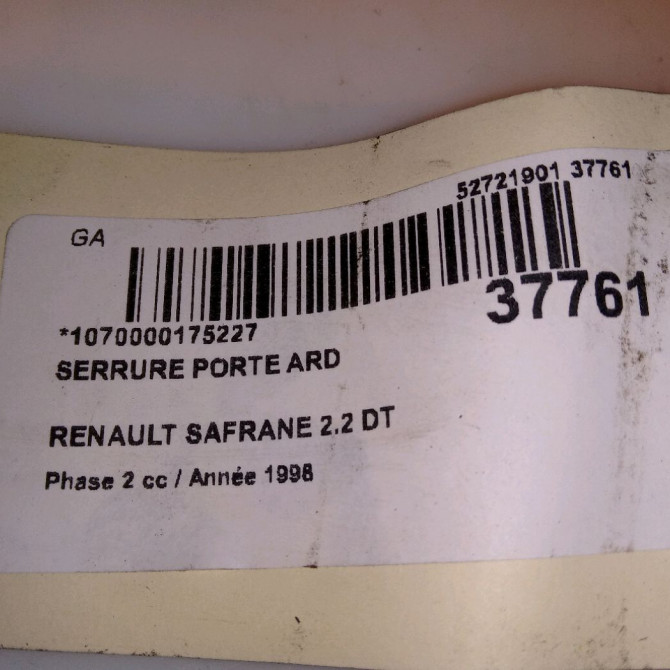 52721901 37761
GA
37761
*1070000175227
SERRURE PORTE ARD
RENAULT SAFRANE 2.2 DT
Phase 2 cc / Année 1998